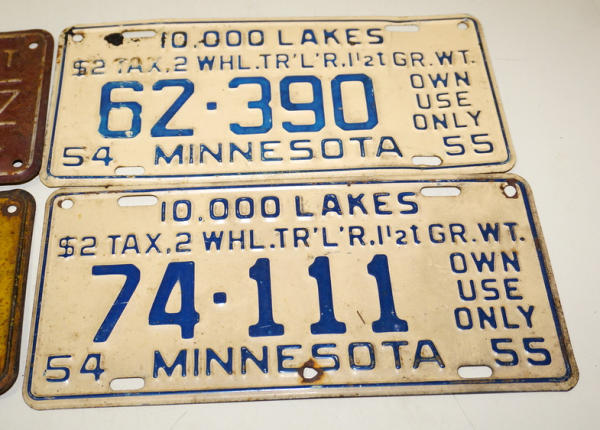 T
Z
10,000 LAKES
$2 TAX,2 WHL.TR'L'R,1½t GR.WT.
62·390
OWN
USE
ONLY
54 MINNESOTA 55
10,000 LAKES
$2 TAX,2 WHL.TR'L'R,1½t GR.WT.
74·111
OWN
USE
ONLY
54 MINNESOTA 55